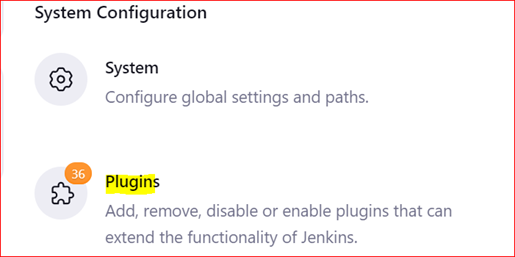 System Configuration
System
Configure global settings and paths.
36
Plugins
Add, remove, disable or enable plugins that can
extend the functionality of Jenkins.